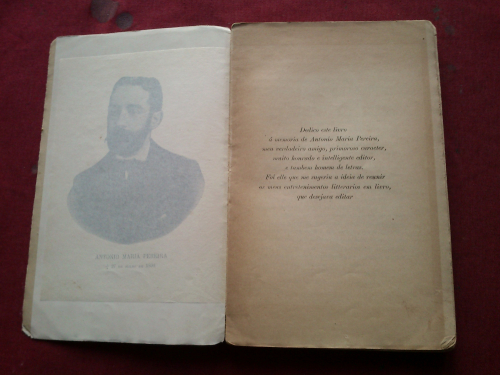 ANTONIO MARIA PEREIRA
Dedico este livro
á memória de Antonio Maria Pereira,
meu verdadeiro amigo, primoroso caracter,
muito honrado e intelligente editor,
e tambem homem de letras.
Foi elle que me sugeriu a ideia de reunir
os meus entretenimentos litterarios em livro,
que desejava editar